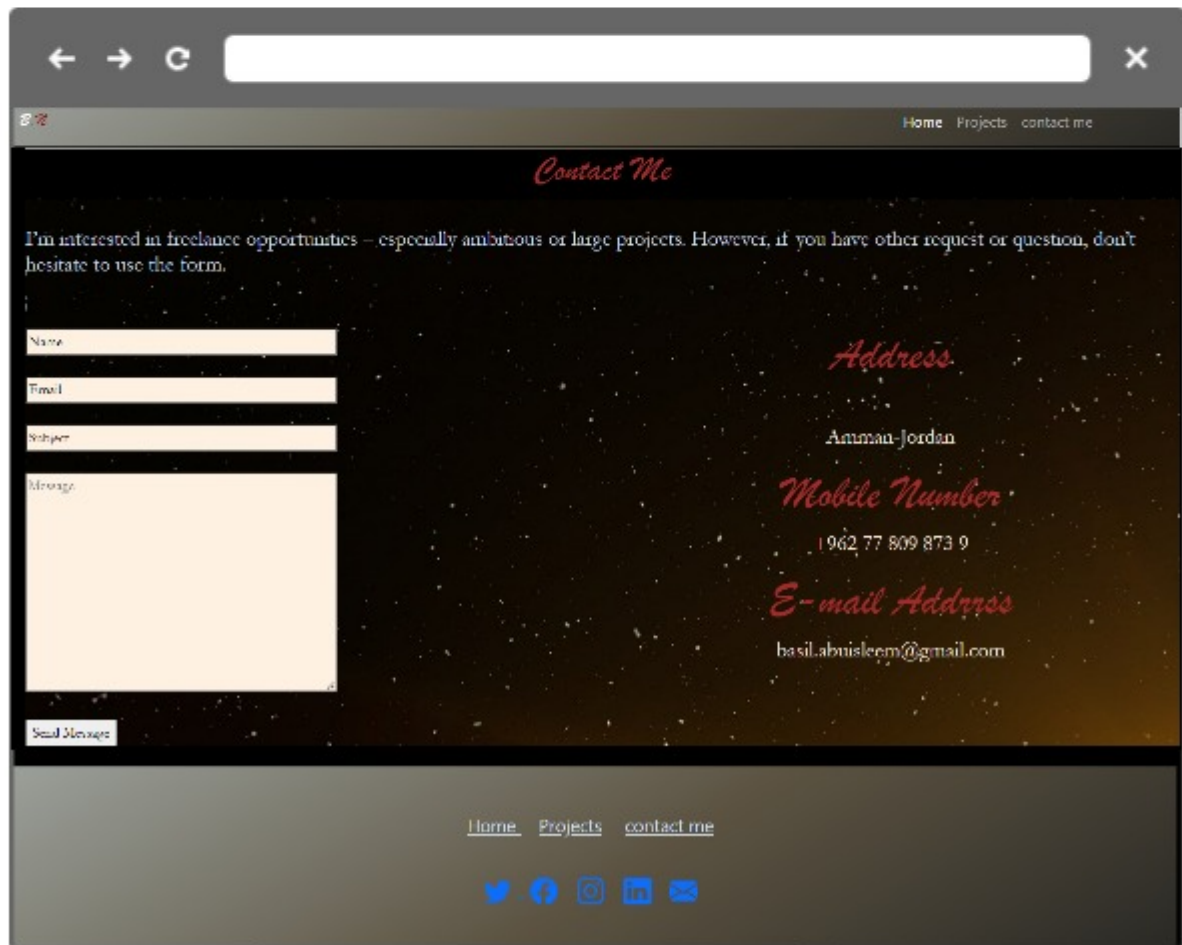 B N
Home Projects contact me
Contact Me
I'm interested in freelance opportunities – especially ambitious or large projects. However, if you have other request or question, don't
hesitate to use the form.
Name
Email
Subject
Message
Send Message
Address
Amman-Jordan
Mobile Number
+962 77 809 873 9
E-mail Addrrss
basil.abuisleem@gmail.com
Home Projects contact me